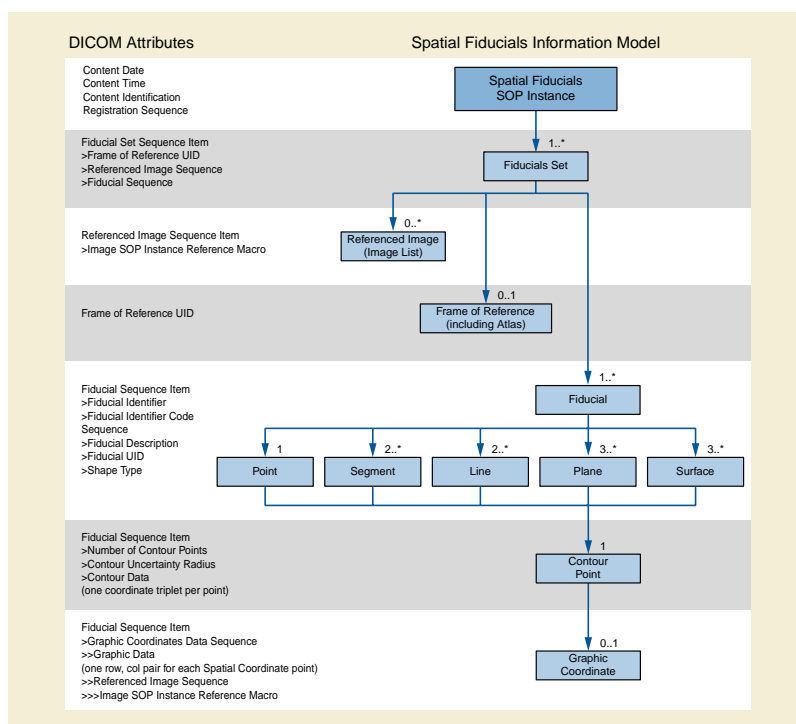 DICOM Attributes
Spatial Fiducials Information Model
Content Date
Content Time
Content Identification
Registration Sequence
Spatial Fiducials
SOP Instance
Fiducial Set Sequence Item
>Frame of Reference UID
>Referenced Image Sequence
>Fiducial Sequence
1..*
Fiducials Set
Referenced Image Sequence Item
>Image SOP Instance Reference Macro
0..*
Referenced Image
(Image List)
Frame of Reference UID
0..1
Frame of Reference
(including Atlas)
Fiducial Sequence Item
>Fiducial Identifier
>Fiducial Identifier Code
Sequence
>Fiducial Description
>Fiducial UID
>Shape Type
1..*
Fiducial
1
Point
2..*
Segment
2..*
Line
3..*
Plane
3..*
Surface
Fiducial Sequence Item
>Number of Contour Points
>Contour Uncertainty Radius
>Contour Data
(one coordinate triplet per point)
1
Contour
Point
Fiducial Sequence Item
>Graphic Coordinates Data Sequence
>>Graphic Data
(one row, col pair for each Spatial Coordinate point)
>>Referenced Image Sequence
>>>Image SOP Instance Reference Macro
0..1
Graphic
Coordinate